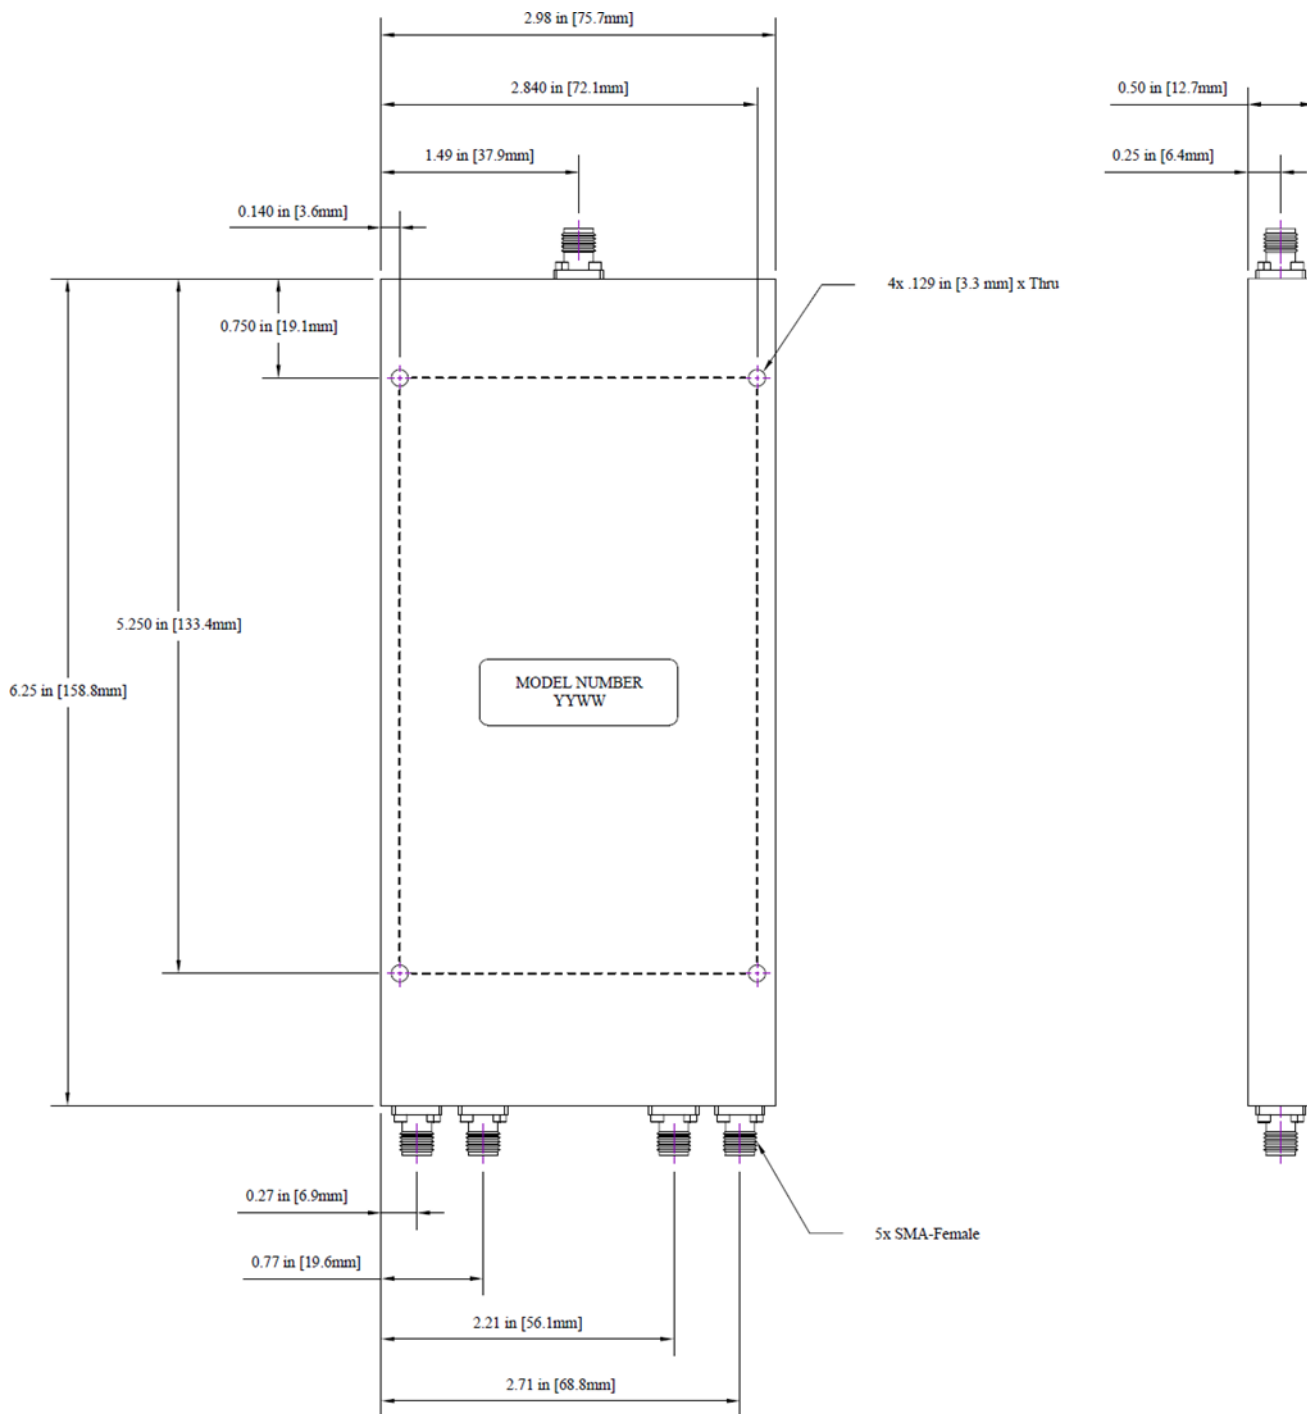 2.98 in [75.7mm]
2.840 in [72.1mm]
0.50 in [12.7mm]
1.49 in [37.9mm]
0.25 in [6.4mm]
0.140 in [3.6mm]
4x .129 in [3.3 mm] x Thru
0.750 in [19.1mm]
5.250 in [133.4mm]
6.25 in [158.8mm]
MODEL NUMBER
YYWW
0.27 in [6.9mm]
5x SMA-Female
0.77 in [19.6mm]
2.21 in [56.1mm]
2.71 in [68.8mm]